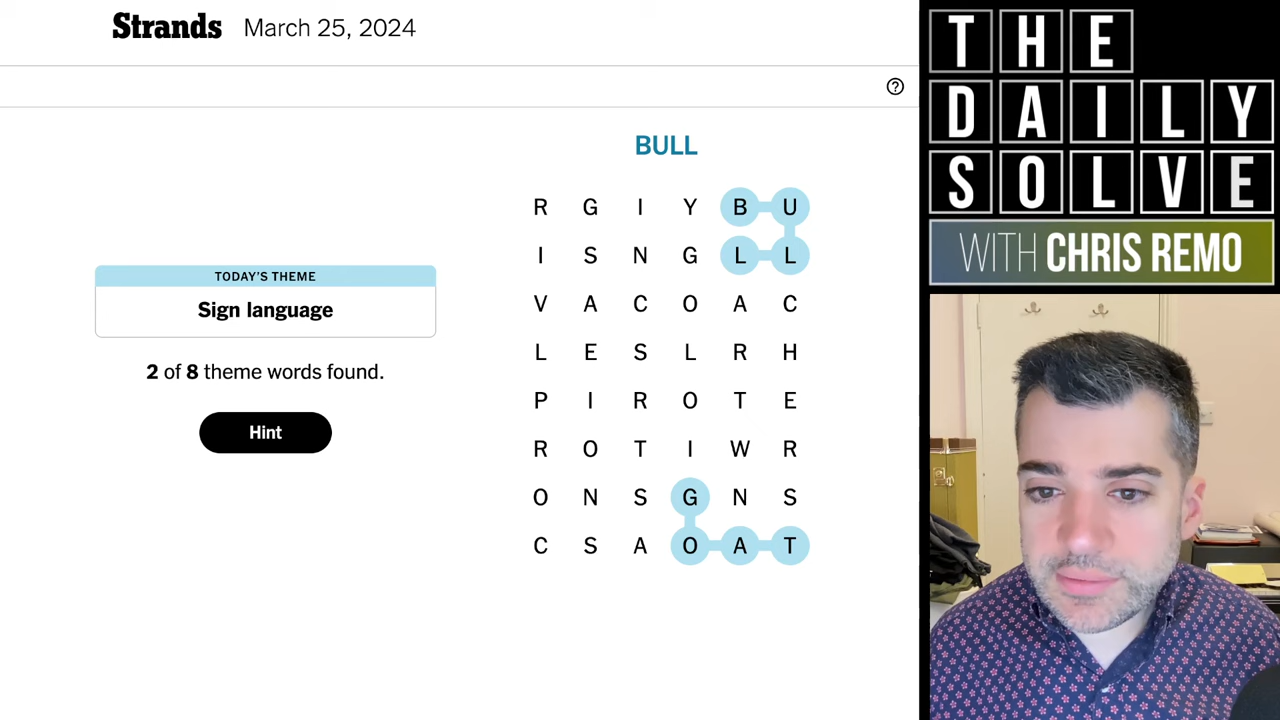 Strands March 25, 2024
TODAY'S THEME
Sign language
2 of 8 theme words found.
Hint
BULL
R G I Y B U
I S N G L L
V A C O A C
L E S L R H
P I R O T E
R O T I W R
O N S G N S
C S A O A T
THE
DAILY
SOLVE
WITH CHRIS REMO